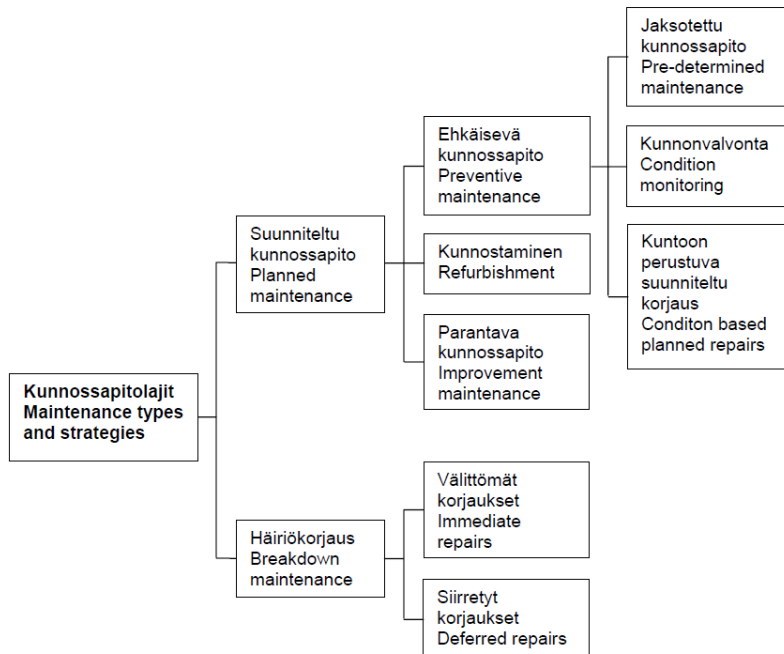 Kunnossapitolajit
Maintenance types
and strategies
Suunniteltu
kunnossapito
Planned
maintenance
Häiriökorjaus
Breakdown
maintenance
Ehkäisevä
kunnossapito
Preventive
maintenance
Kunnostaminen
Refurbishment
Parantava
kunnossapito
Improvement
maintenance
Välittömät
korjaukset
Immediate
repairs
Siirretyt
korjaukset
Deferred repairs
Jaksotettu
kunnossapito
Pre-determined
maintenance
Kunnonvalvonta
Condition
monitoring
Kuntoon
perustuva
suunniteltu
korjaus
Conditon based
planned repairs